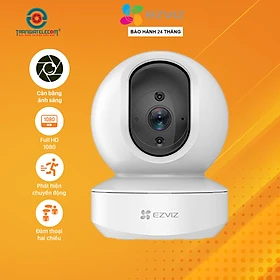 TRANGIATELECOM
EZVIZ
BẢO HÀNH 24 THÁNG
Cân bằng
ánh sáng
1080
Full HD
1080
Phát hiện
chuyển động
Đàm thoại
hai chiều
EZVIZ